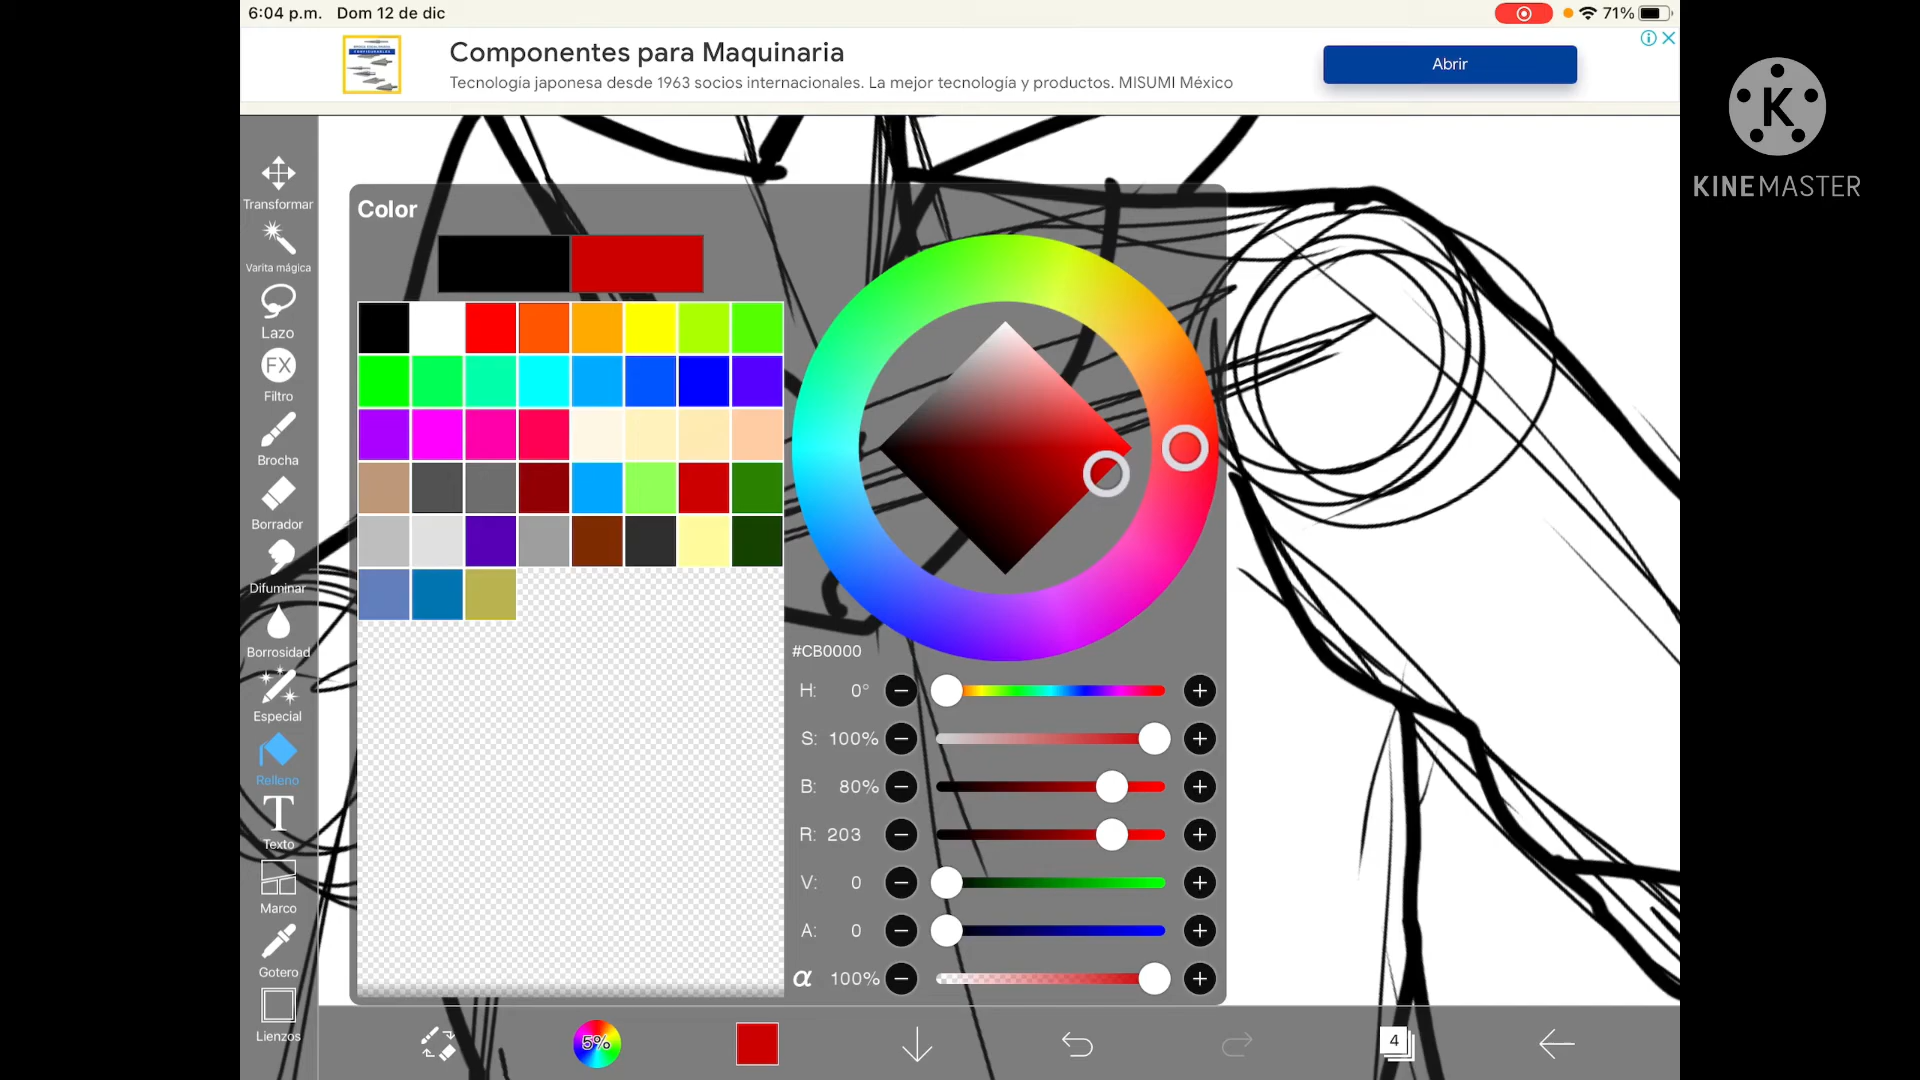 6:04 p.m. Dom 12 de dic
71%
Componentes para Maquinaria
Tecnología japonesa desde 1963 socios internacionales. La mejor tecnología y productos. MISUMI México
Abrir
K
KINEMASTER
Transformar
Varita mágica
Lazo
FX
Filtro
Brocha
Borrador
Difuminar
Borrosidad
Especial
Relleno
T
Texto
Marco
Gotero
Lienzos
Color
#CB0000
H: 0°
S: 100%
B: 80%
R: 203
V: 0
A: 0
α 100%
5%
4